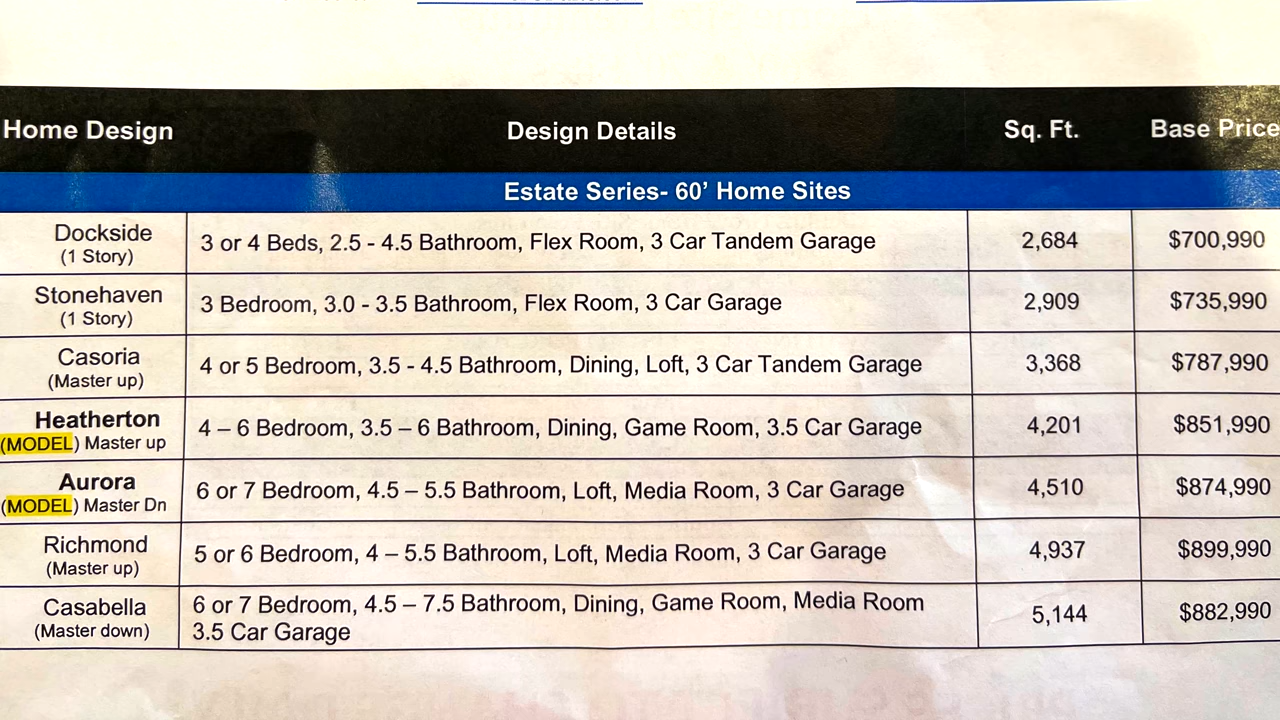 Home Design Design Details Sq. Ft. Base Price
Estate Series- 60’ Home Sites
Dockside
(1 Story)
3 or 4 Beds, 2.5 - 4.5 Bathroom, Flex Room, 3 Car Tandem Garage
2,684
$700,990
Stonehaven
(1 Story)
3 Bedroom, 3.0 - 3.5 Bathroom, Flex Room, 3 Car Garage
2,909
$735,990
Casoria
(Master up)
4 or 5 Bedroom, 3.5 - 4.5 Bathroom, Dining, Loft, 3 Car Tandem Garage
3,368
$787,990
Heatherton
(MODEL) Master up
4 – 6 Bedroom, 3.5 – 6 Bathroom, Dining, Game Room, 3.5 Car Garage
4,201
$851,990
Aurora
(MODEL) Master Dn
6 or 7 Bedroom, 4.5 – 5.5 Bathroom, Loft, Media Room, 3 Car Garage
4,510
$874,990
Richmond
(Master up)
5 or 6 Bedroom, 4 – 5.5 Bathroom, Loft, Media Room, 3 Car Garage
4,937
$899,990
Casabella
(Master down)
6 or 7 Bedroom, 4.5 – 7.5 Bathroom, Dining, Game Room, Media Room
3.5 Car Garage
5,144
$882,990